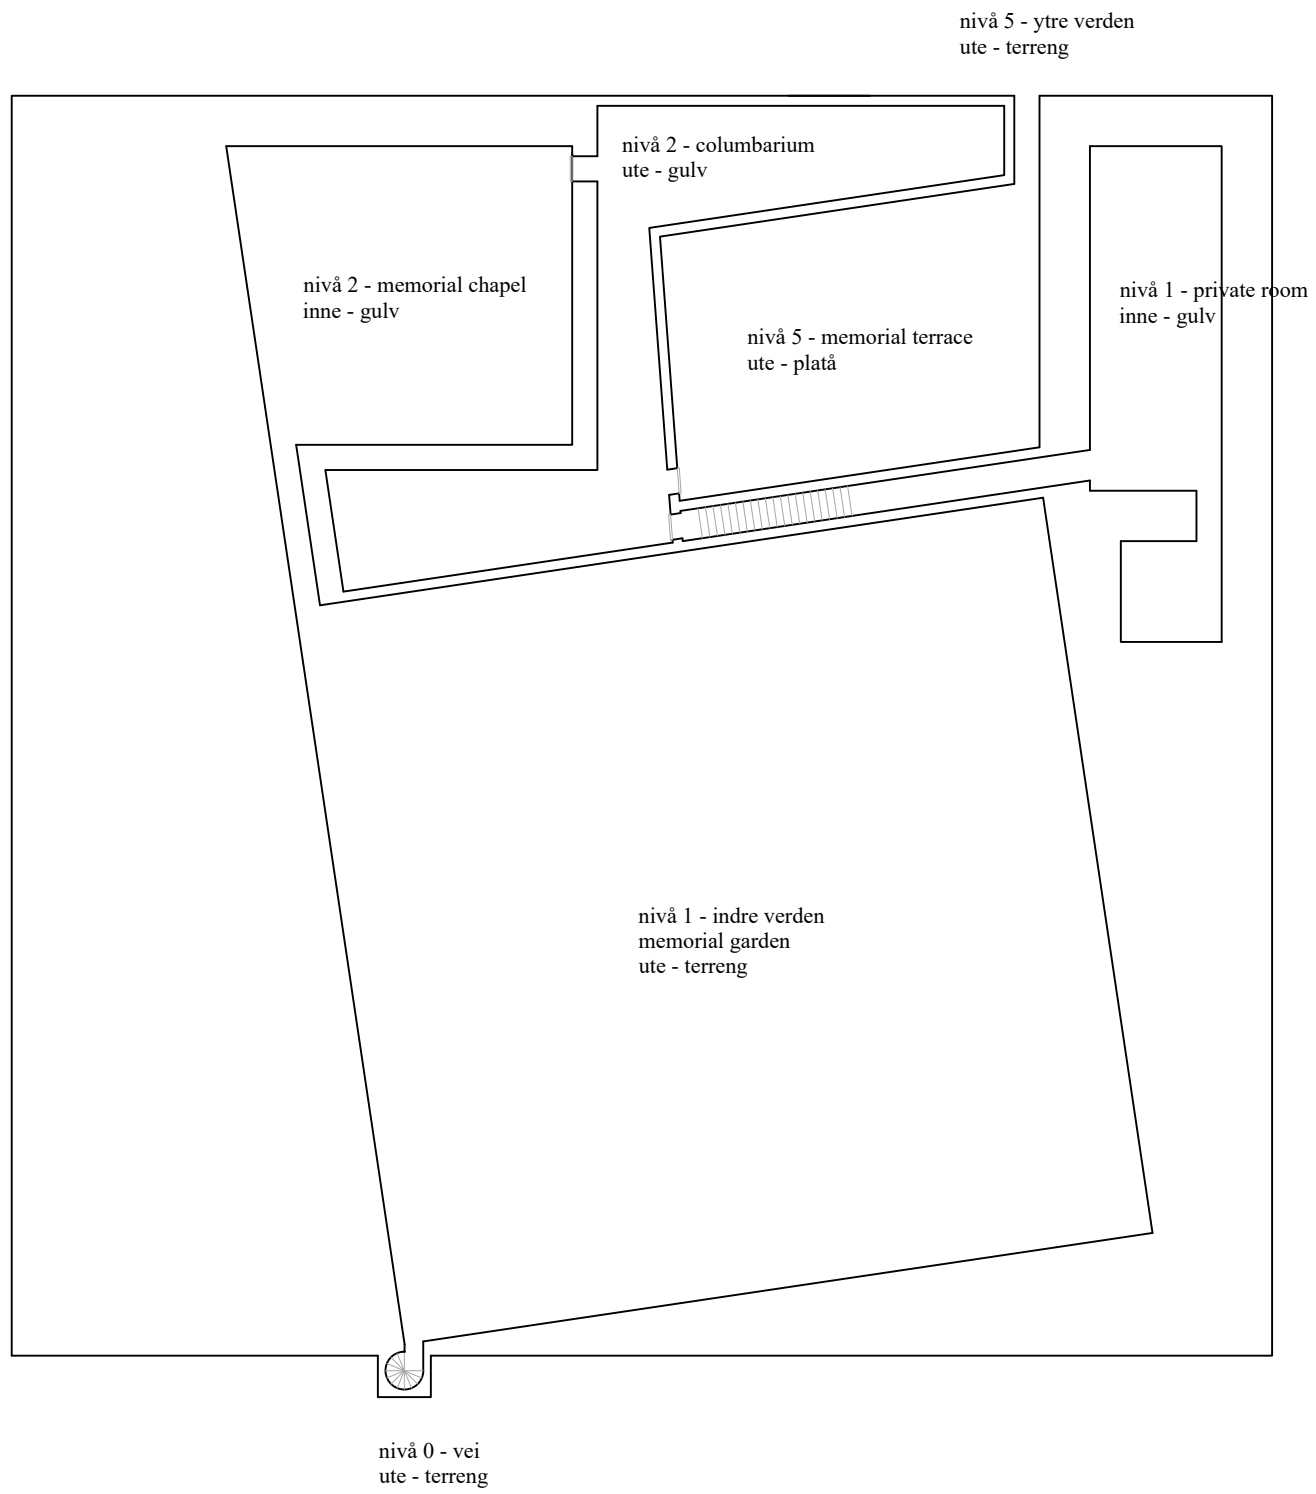 nivå 5 - ytre verden
ute - terreng
nivå 2 - columbarium
ute - gulv
nivå 2 - memorial chapel
inne - gulv
nivå 1 - private room
inne - gulv
nivå 5 - memorial terrace
ute - platå
nivå 1 - indre verden
memorial garden
ute - terreng
nivå 0 - vei
ute - terreng